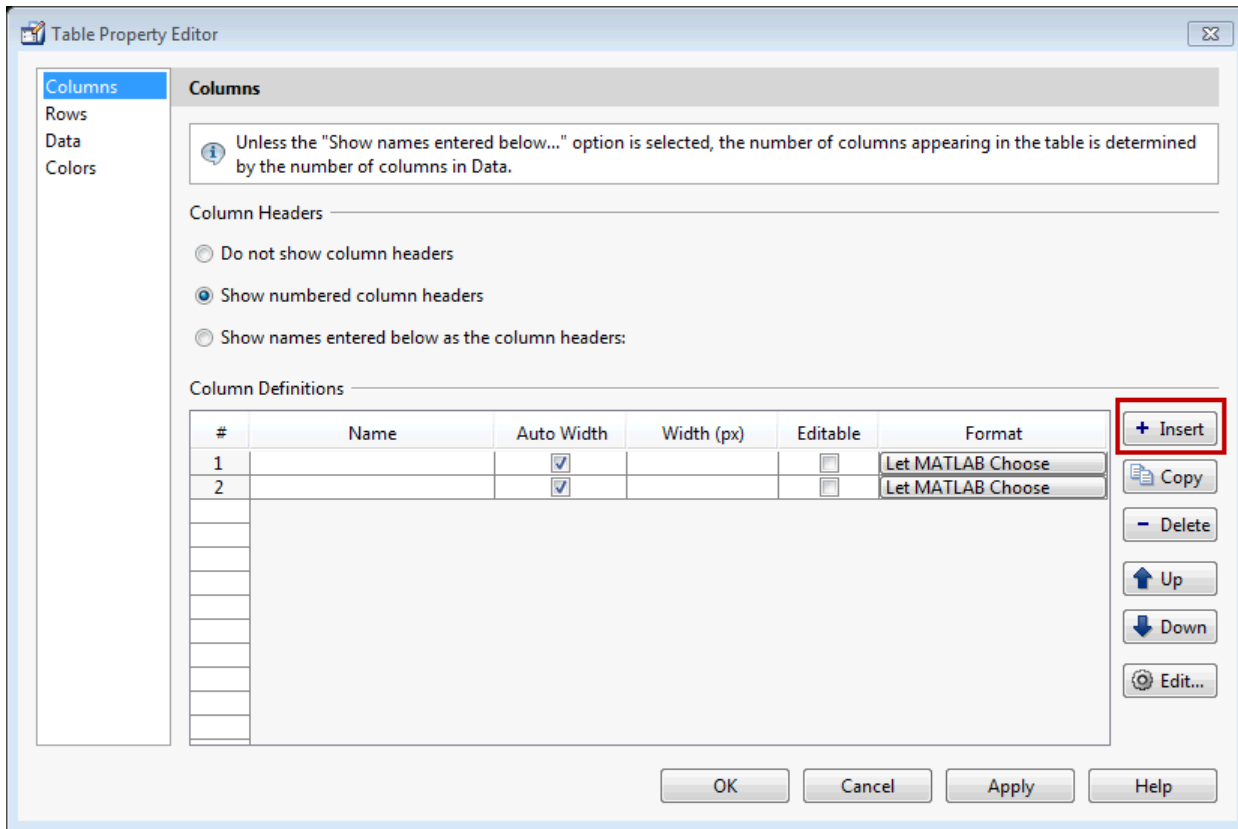 Table Property Editor
Columns
Rows
Data
Colors
Columns
Unless the "Show names entered below..." option is selected, the number of columns appearing in the table is determined
by the number of columns in Data.
Column Headers
Do not show column headers
Show numbered column headers
Show names entered below as the column headers:
Column Definitions
# Name Auto Width Width (px) Editable Format
1 Let MATLAB Choose
2 Let MATLAB Choose
+ Insert
Copy
- Delete
Up
Down
Edit...
OK Cancel Apply Help